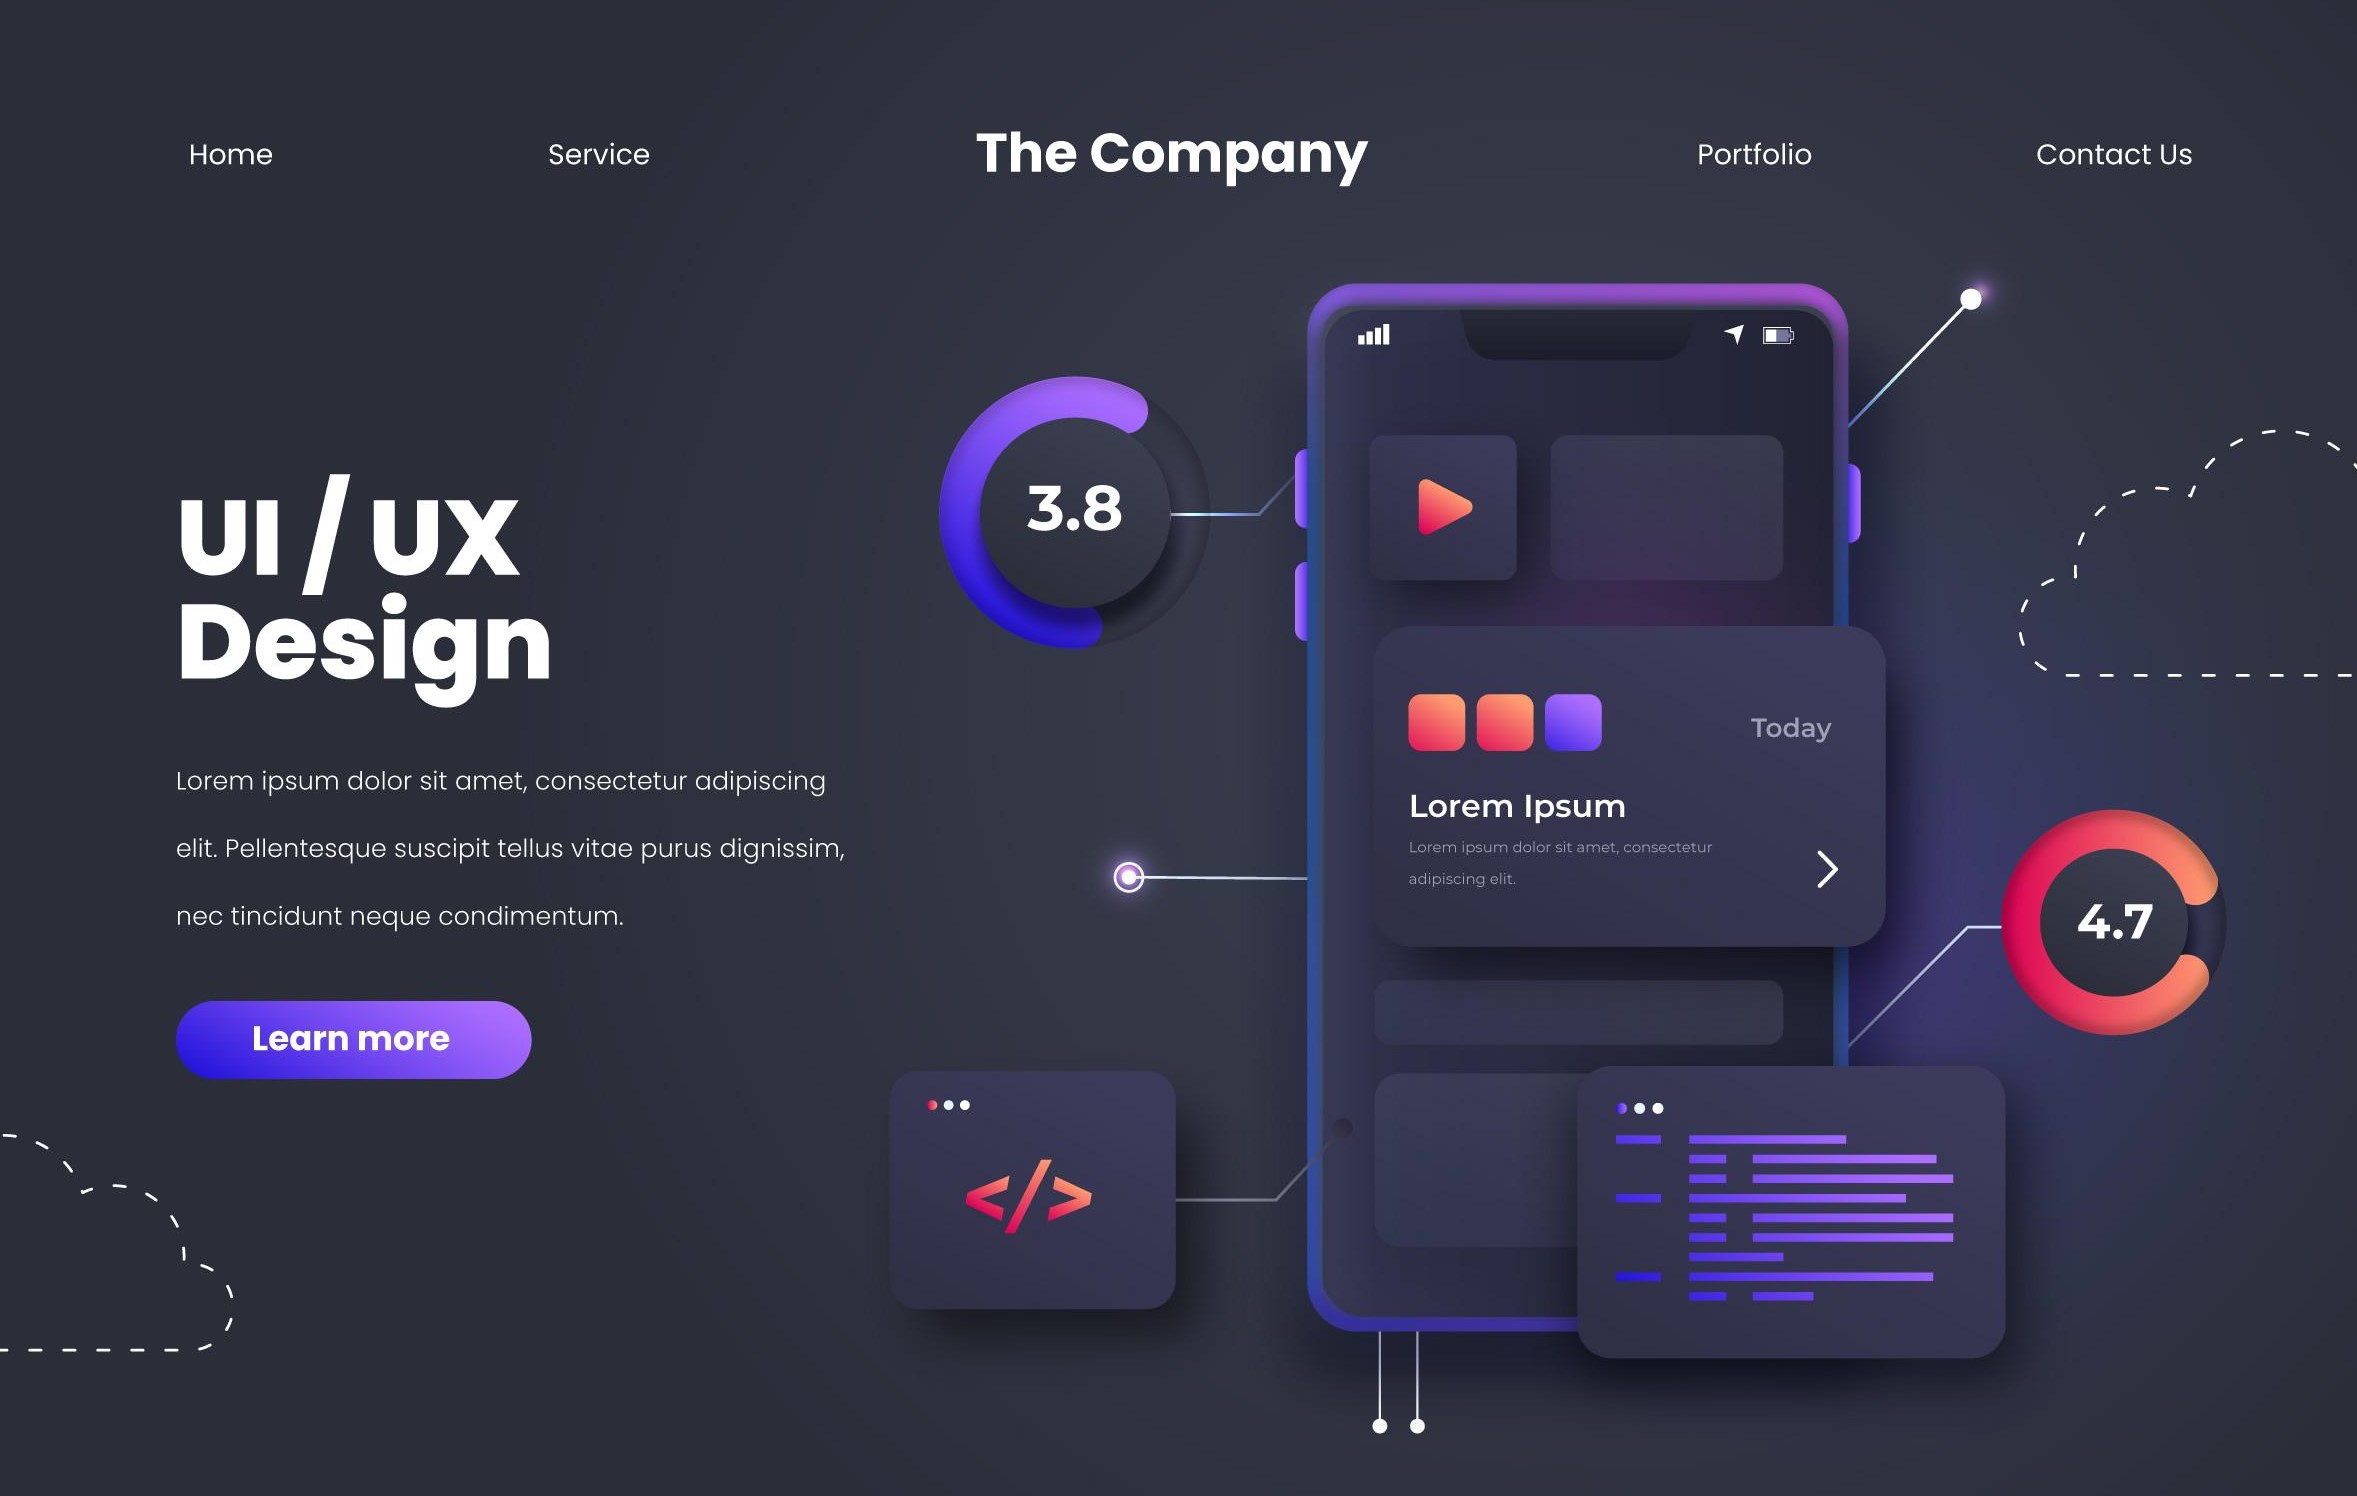 Home
Service
The Company
Portfolio
Contact Us
UI / UX
Design
Lorem ipsum dolor sit amet, consectetur adipiscing
elit. Pellentesque suscipit tellus vitae purus dignissim,
nec tincidunt neque condimentum.
Learn more
3.8
Today
Lorem Ipsum
Lorem ipsum dolor sit amet, consectetur
adipiscing elit.
4.7
</>